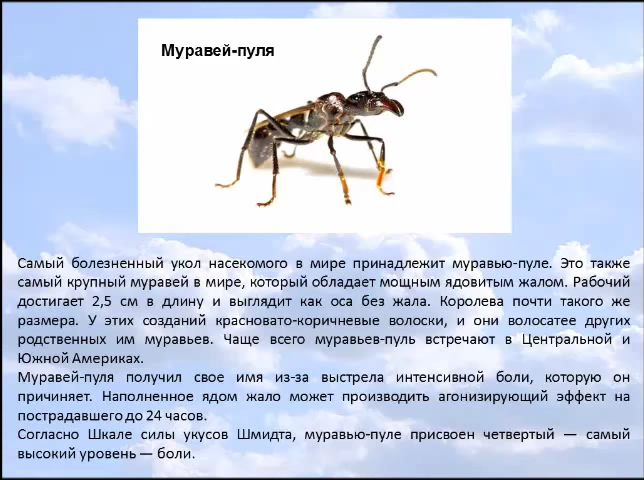 Муравей-пуля
Самый болезненный укол насекомого в мире принадлежит муравью-пуле. Это также
самый крупный муравей в мире, который обладает мощным ядовитым жалом. Рабочий
достигает 2,5 см в длину и выглядит как оса без жала. Королева почти такого же
размера. У этих созданий красновато-коричневые волоски, и они волосатее других
родственных им муравьев. Чаще всего муравьев-пуль встречают в Центральной и
Южной Америках.
Муравей-пуля получил свое имя из-за выстрела интенсивной боли, которую он
причиняет. Наполненное ядом жало может производить агонизирующий эффект на
пострадавшего до 24 часов.
Согласно Шкале силы укусов Шмидта, муравью-пуле присвоен четвертый — самый
высокий уровень — боли.